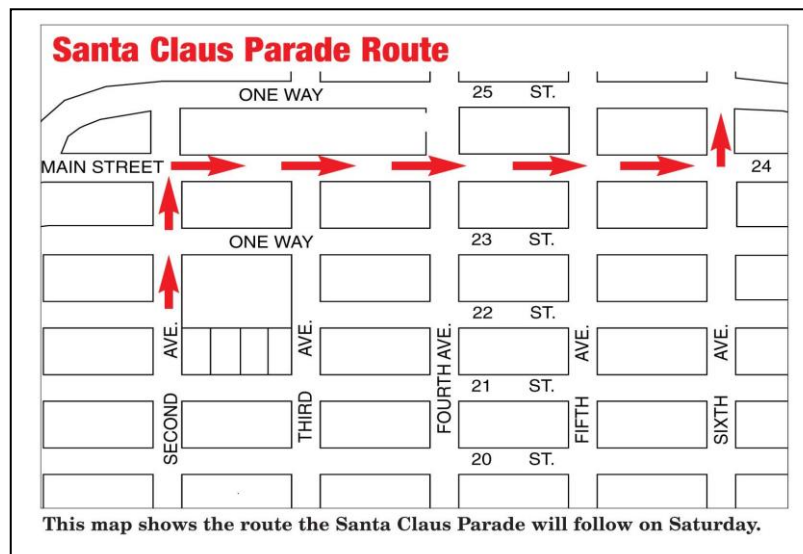 Santa Claus Parade Route
ONE WAY 25 ST.
MAIN STREET 24
ONE WAY 23 ST.
22 ST.
SECOND AVE.
THIRD AVE.
FOURTH AVE.
FIFTH AVE.
SIXTH AVE.
21 ST.
20 ST.
This map shows the route the Santa Claus Parade will follow on Saturday.